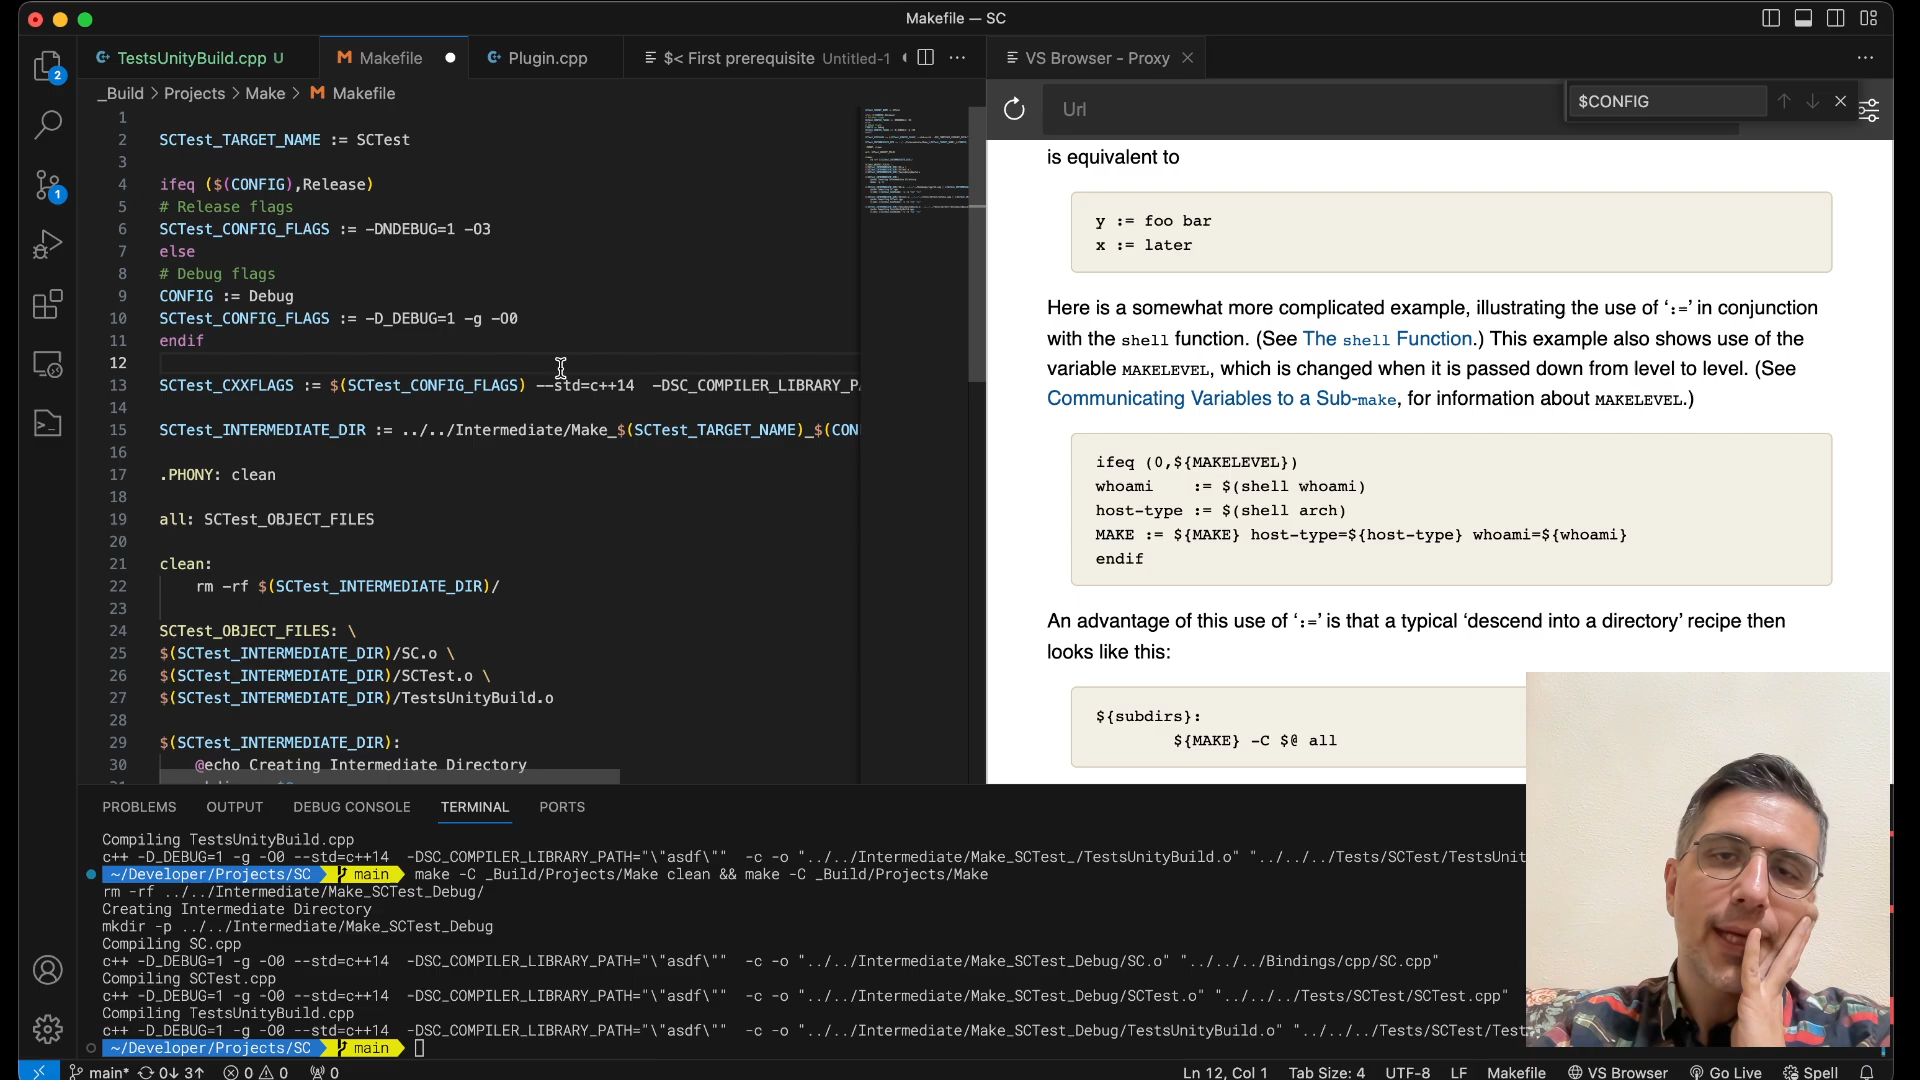 Makefile — SC
TestsUnityBuild.cpp U
Makefile
Plugin.cpp
$< First prerequisite Untitled-1
VS Browser - Proxy
_Build > Projects > Make > Makefile
Url
$CONFIG
1
2 SCTest_TARGET_NAME := SCTest
3
4 ifeq ($(CONFIG),Release)
5 # Release flags
6 SCTest_CONFIG_FLAGS := -DNDEBUG=1 -O3
7 else
8 # Debug flags
9 CONFIG := Debug
10 SCTest_CONFIG_FLAGS := -D_DEBUG=1 -g -O0
11 endif
12
13 SCTest_CXXFLAGS := $(SCTest_CONFIG_FLAGS) --std=c++14 -DSC_COMPILER_LIBRARY_P
14
15 SCTest_INTERMEDIATE_DIR := ../../Intermediate/Make_$(SCTest_TARGET_NAME)_$(CON
16
17 .PHONY: clean
18
19 all: SCTest_OBJECT_FILES
20
21 clean:
22 rm -rf $(SCTest_INTERMEDIATE_DIR)/
23
24 SCTest_OBJECT_FILES: \
25 $(SCTest_INTERMEDIATE_DIR)/SC.o \
26 $(SCTest_INTERMEDIATE_DIR)/SCTest.o \
27 $(SCTest_INTERMEDIATE_DIR)/TestsUnityBuild.o
28
29 $(SCTest_INTERMEDIATE_DIR):
30 @echo Creating Intermediate Directory
is equivalent to
y := foo bar
x := later
Here is a somewhat more complicated example, illustrating the use of ‘:=’ in conjunction
with the shell function. (See The shell Function.) This example also shows use of the
variable MAKELEVEL, which is changed when it is passed down from level to level. (See
Communicating Variables to a Sub-make, for information about MAKELEVEL.)
ifeq (0,${MAKELEVEL})
whoami := $(shell whoami)
host-type := $(shell arch)
MAKE := ${MAKE} host-type=${host-type} whoami=${whoami}
endif
An advantage of this use of ‘:=’ is that a typical ‘descend into a directory’ recipe then
looks like this:
${subdirs}:
${MAKE} -C $@ all
PROBLEMS OUTPUT DEBUG CONSOLE TERMINAL PORTS
Compiling TestsUnityBuild.cpp
c++ -D_DEBUG=1 -g -O0 --std=c++14 -DSC_COMPILER_LIBRARY_PATH="\"asdf\"" -c -o "../../Intermediate/Make_SCTest_/TestsUnityBuild.o" "../../../Tests/SCTest/TestsUnit
~/Developer/Projects/SC main make -C _Build/Projects/Make clean && make -C _Build/Projects/Make
rm -rf ../../Intermediate/Make_SCTest_Debug/
Creating Intermediate Directory
mkdir -p ../../Intermediate/Make_SCTest_Debug
Compiling SC.cpp
c++ -D_DEBUG=1 -g -O0 --std=c++14 -DSC_COMPILER_LIBRARY_PATH="\"asdf\"" -c -o "../../Intermediate/Make_SCTest_Debug/SC.o" "../../../Bindings/cpp/SC.cpp"
Compiling SCTest.cpp
c++ -D_DEBUG=1 -g -O0 --std=c++14 -DSC_COMPILER_LIBRARY_PATH="\"asdf\"" -c -o "../../Intermediate/Make_SCTest_Debug/SCTest.o" "../../../Tests/SCTest/SCTest.cpp"
Compiling TestsUnityBuild.cpp
c++ -D_DEBUG=1 -g -O0 --std=c++14 -DSC_COMPILER_LIBRARY_PATH="\"asdf\"" -c -o "../../Intermediate/Make_SCTest_Debug/TestsUnityBuild.o" "../../../Tests/SCTest/Test
~/Developer/Projects/SC main
main* 0↓ 3↑ 0 0 0
Ln 12, Col 1 Tab Size: 4 UTF-8 LF Makefile VS Browser Go Live Spell
2
1